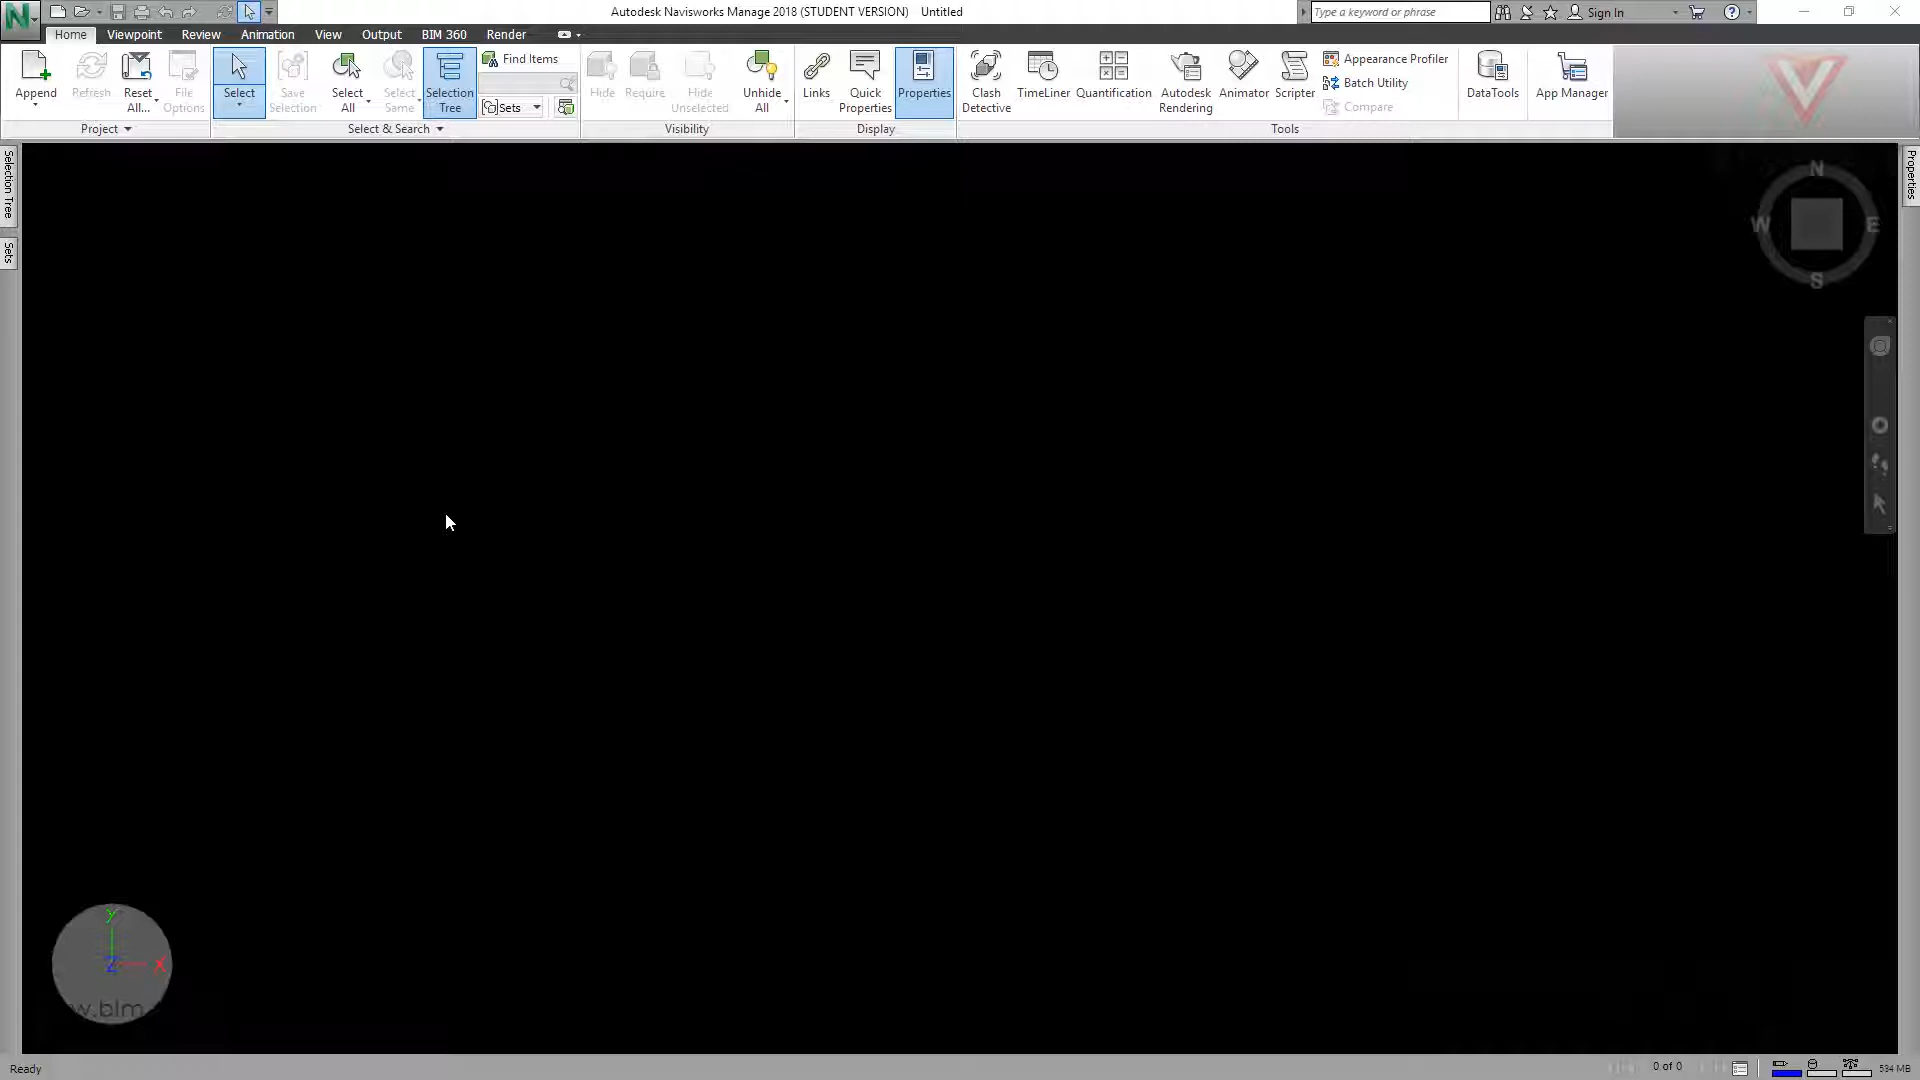 Autodesk Navisworks Manage 2018 (STUDENT VERSION) Untitled
Type a keyword or phrase
Sign In
Home Viewpoint Review Animation View Output BIM 360 Render
Append
Refresh
Reset All...
File Options
Project
Select
Save Selection
Select All
Select Same
Selection Tree
Find Items
Sets
Select & Search
Hide
Require
Hide Unselected
Unhide All
Visibility
Links
Quick Properties
Properties
Display
Clash Detective
TimeLiner
Quantification
Autodesk Rendering
Animator
Scripter
Appearance Profiler
Batch Utility
Compare
Tools
DataTools
App Manager
Selection Tree
Sets
Properties
N
W
E
S
Y
Z
X
w.blm
Ready
0 of 0
534 MB